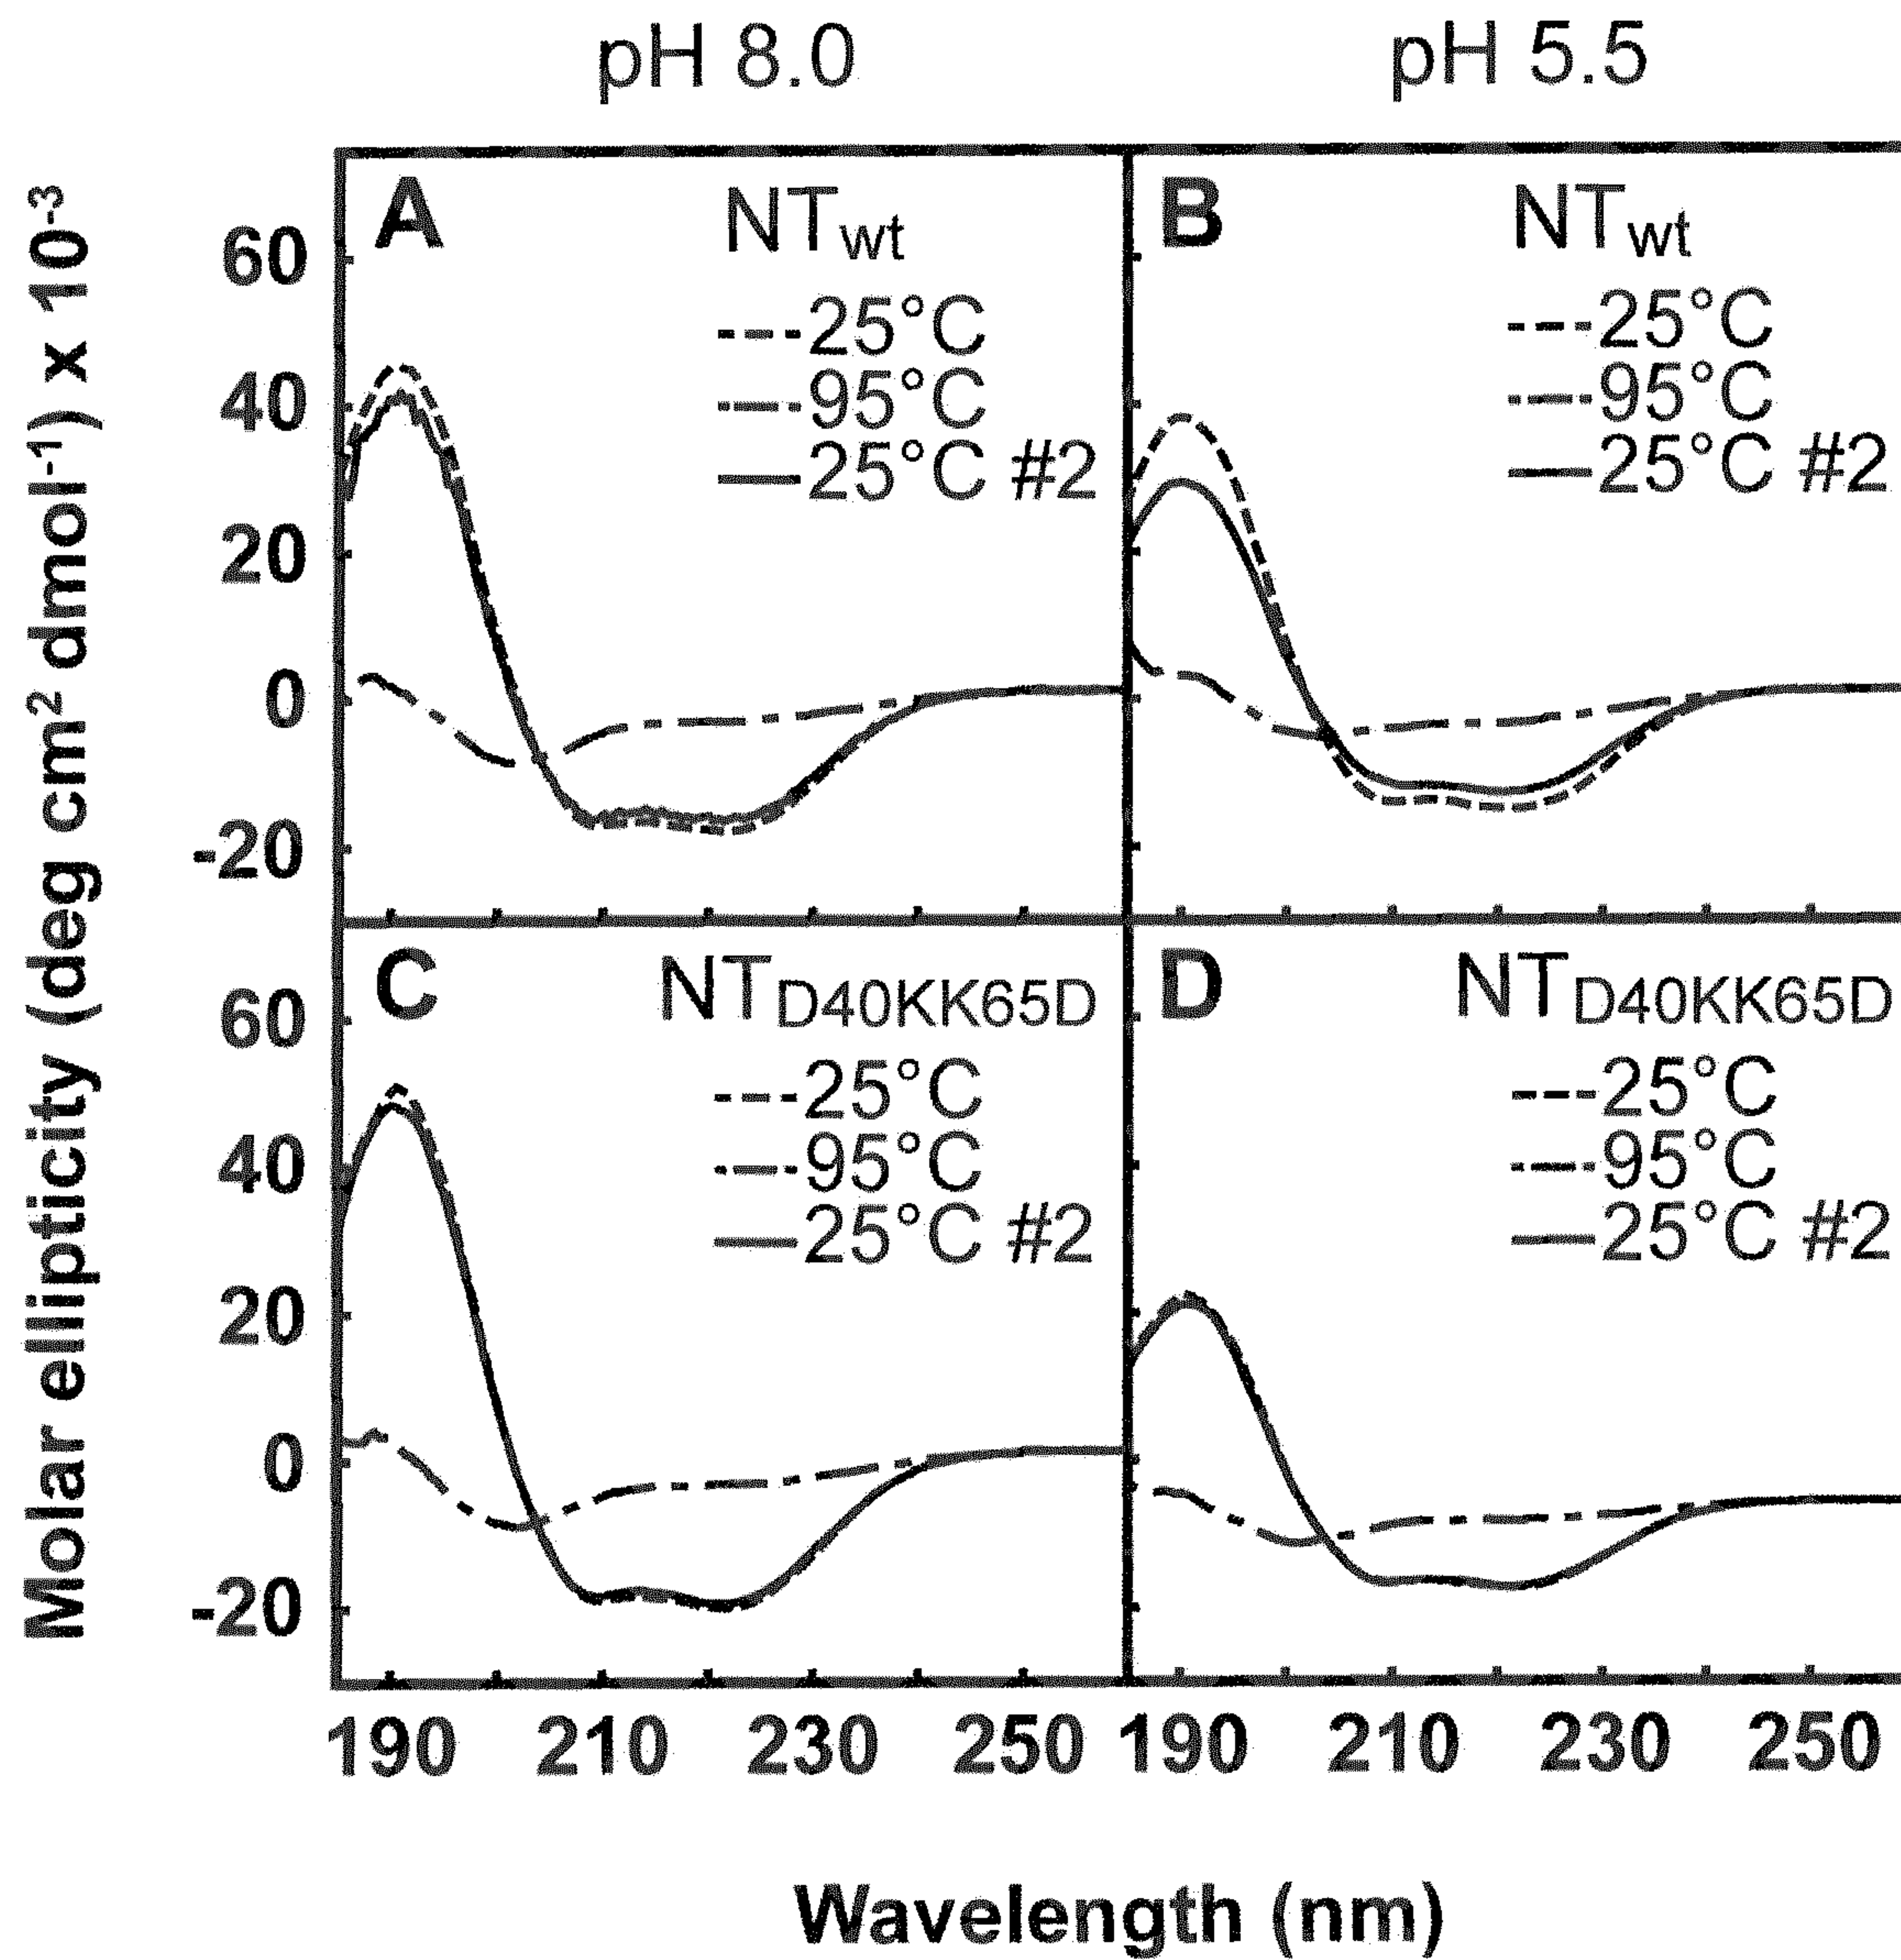 pH 8.0
pH 5.5
Molar ellipticity (deg cm² dmol⁻¹) x 10⁻³
60
40
20
0
-20
A
NTwt
25°C
95°C
25°C #2
B
NTwt
25°C
95°C
25°C #2
60
40
20
0
-20
C
NTD40KK65D
25°C
95°C
25°C #2
D
NTD40KK65D
25°C
95°C
25°C #2
190 210 230 250 190 210 230 250
Wavelength (nm)